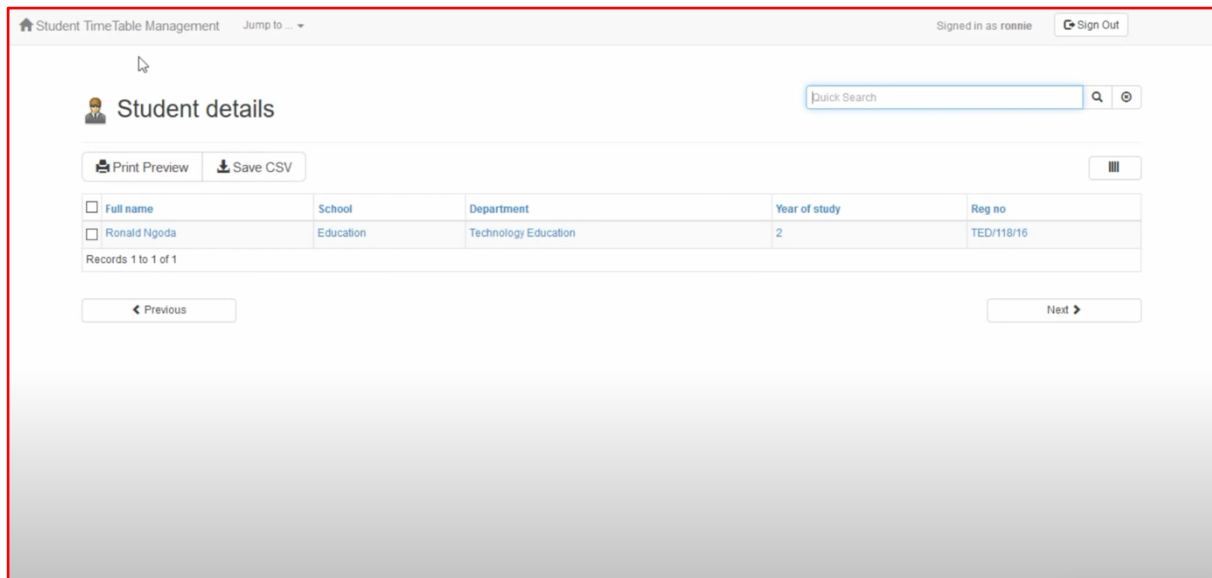 Student TimeTable Management Jump to ... Signed in as ronnie Sign Out
Student details
Quick Search
Print Preview Save CSV
Full name School Department Year of study Reg no
Ronald Ngoda Education Technology Education 2 TED/118/16
Records 1 to 1 of 1
Previous Next